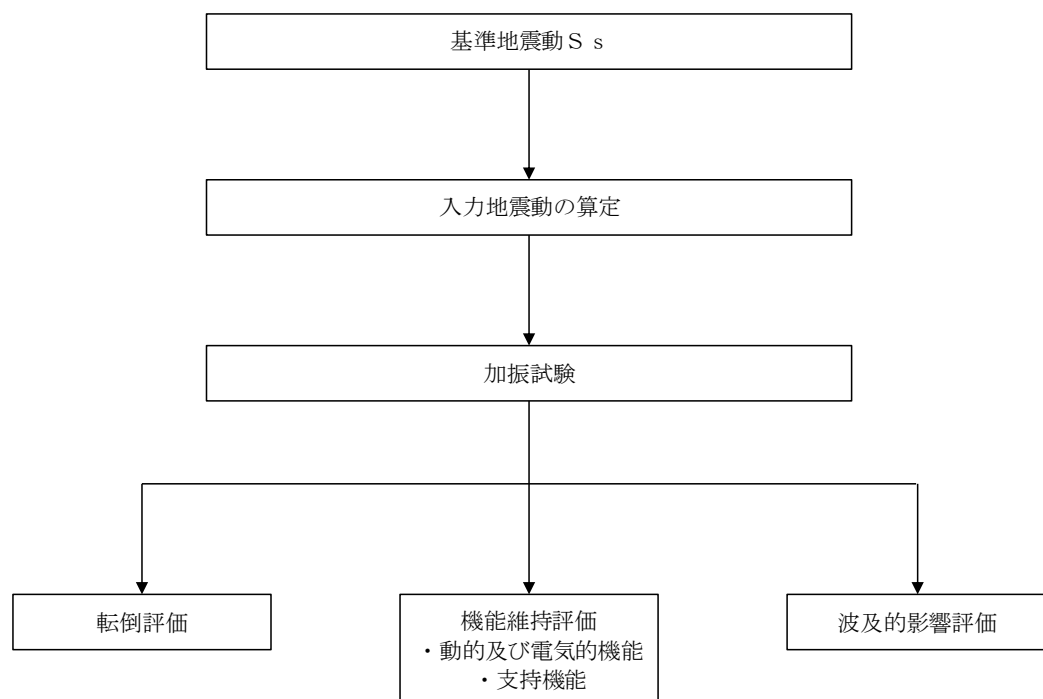 基準地震動Ｓｓ
入力地震動の算定
加振試験
転倒評価
機能維持評価
・動的及び電気的機能
・支持機能
波及的影響評価